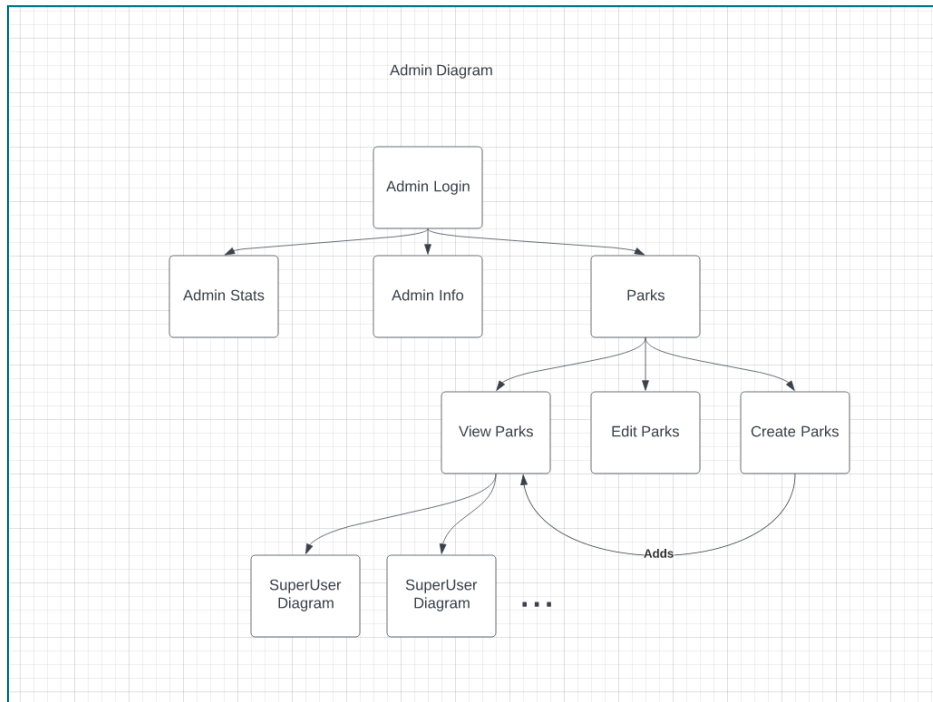 Admin Diagram
Admin Login
Admin Stats
Admin Info
Parks
View Parks
Edit Parks
Create Parks
Adds
SuperUser
Diagram
SuperUser
Diagram
...